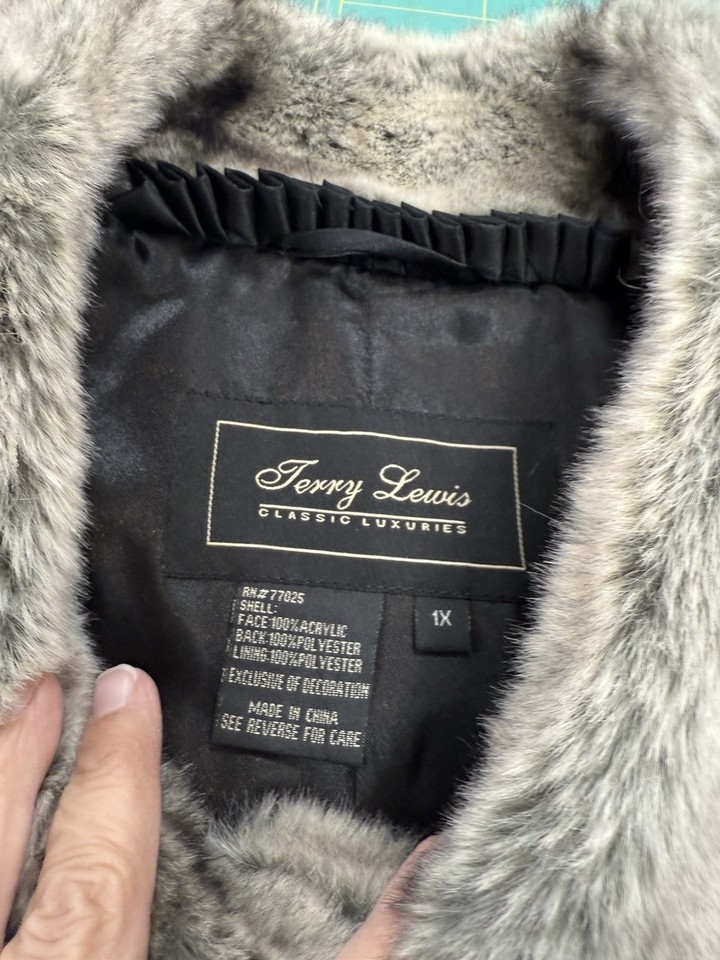 Terry Lewis
CLASSIC LUXURIES
RN#77025
SHELL:
FACE:100%ACRYLIC
BACK:100%POLYESTER
LINING:100%POLYESTER
EXCLUSIVE OF DECORATION
MADE IN CHINA
SEE REVERSE FOR CARE
1X